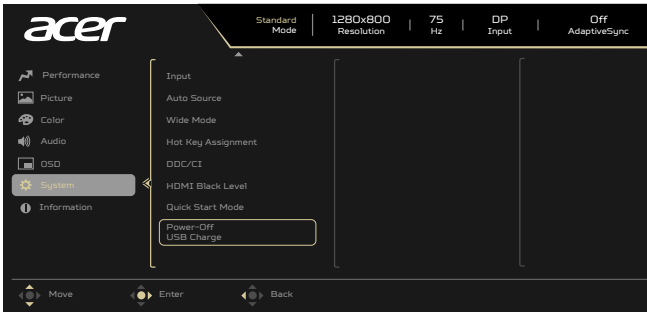 acer
Standard
Mode
1280x800
Resolution
75
Hz
DP
Input
Off
AdaptiveSync
Performance
Picture
Color
Audio
OSD
System
Information
Input
Auto Source
Wide Mode
Hot Key Assignment
DDC/CI
HDMI Black Level
Quick Start Mode
Power-Off
USB Charge
Move
Enter
Back